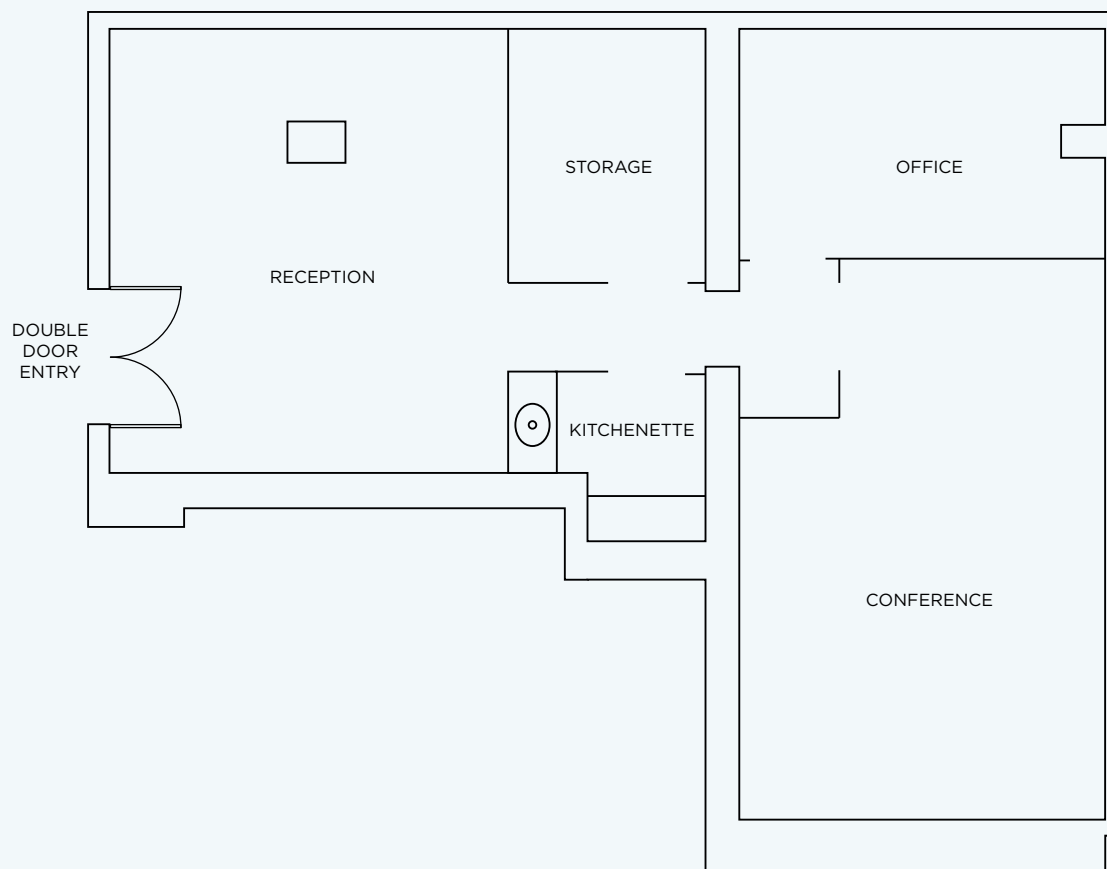 STORAGE
OFFICE
RECEPTION
DOUBLE
DOOR
ENTRY
KITCHENETTE
CONFERENCE